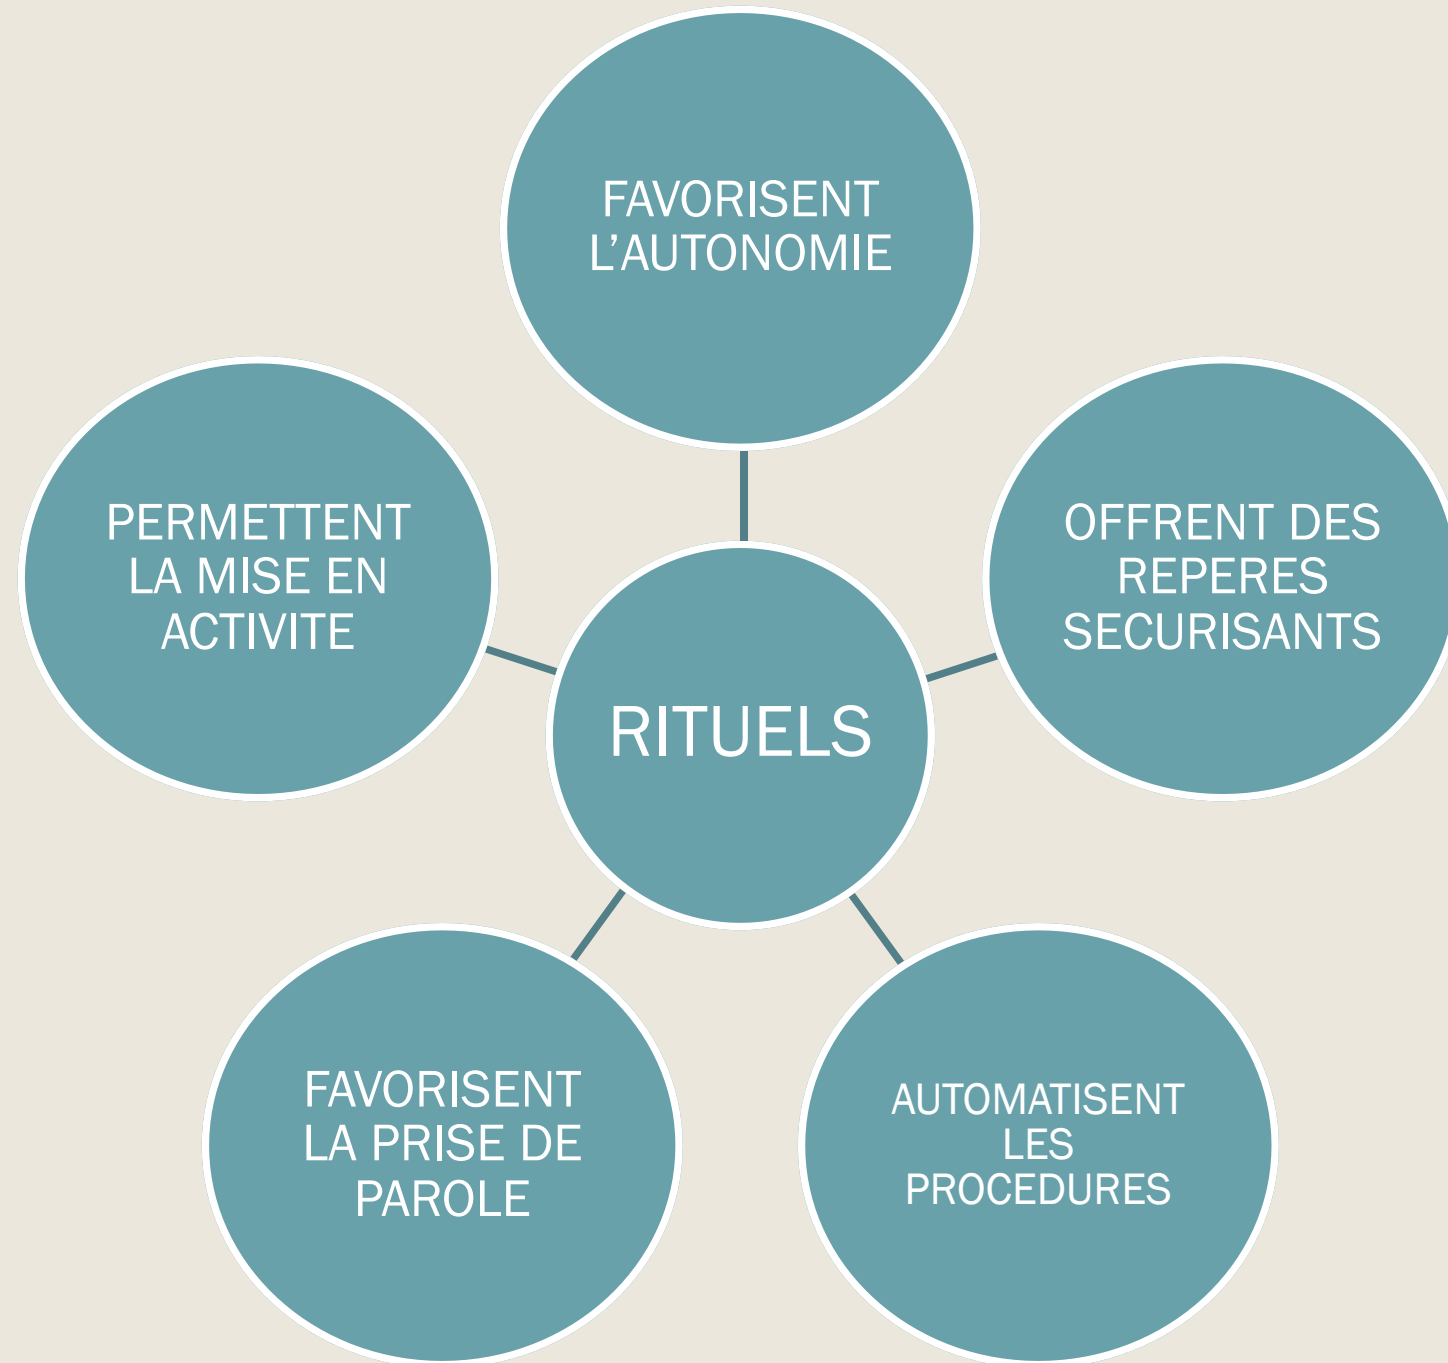 FAVORISENT
L’AUTONOMIE
PERMETTENT
LA MISE EN
ACTIVITE
OFFRENT DES
REPERES
SECURISANTS
RITUELS
FAVORISENT
LA PRISE DE
PAROLE
AUTOMATISENT
LES
PROCEDURES